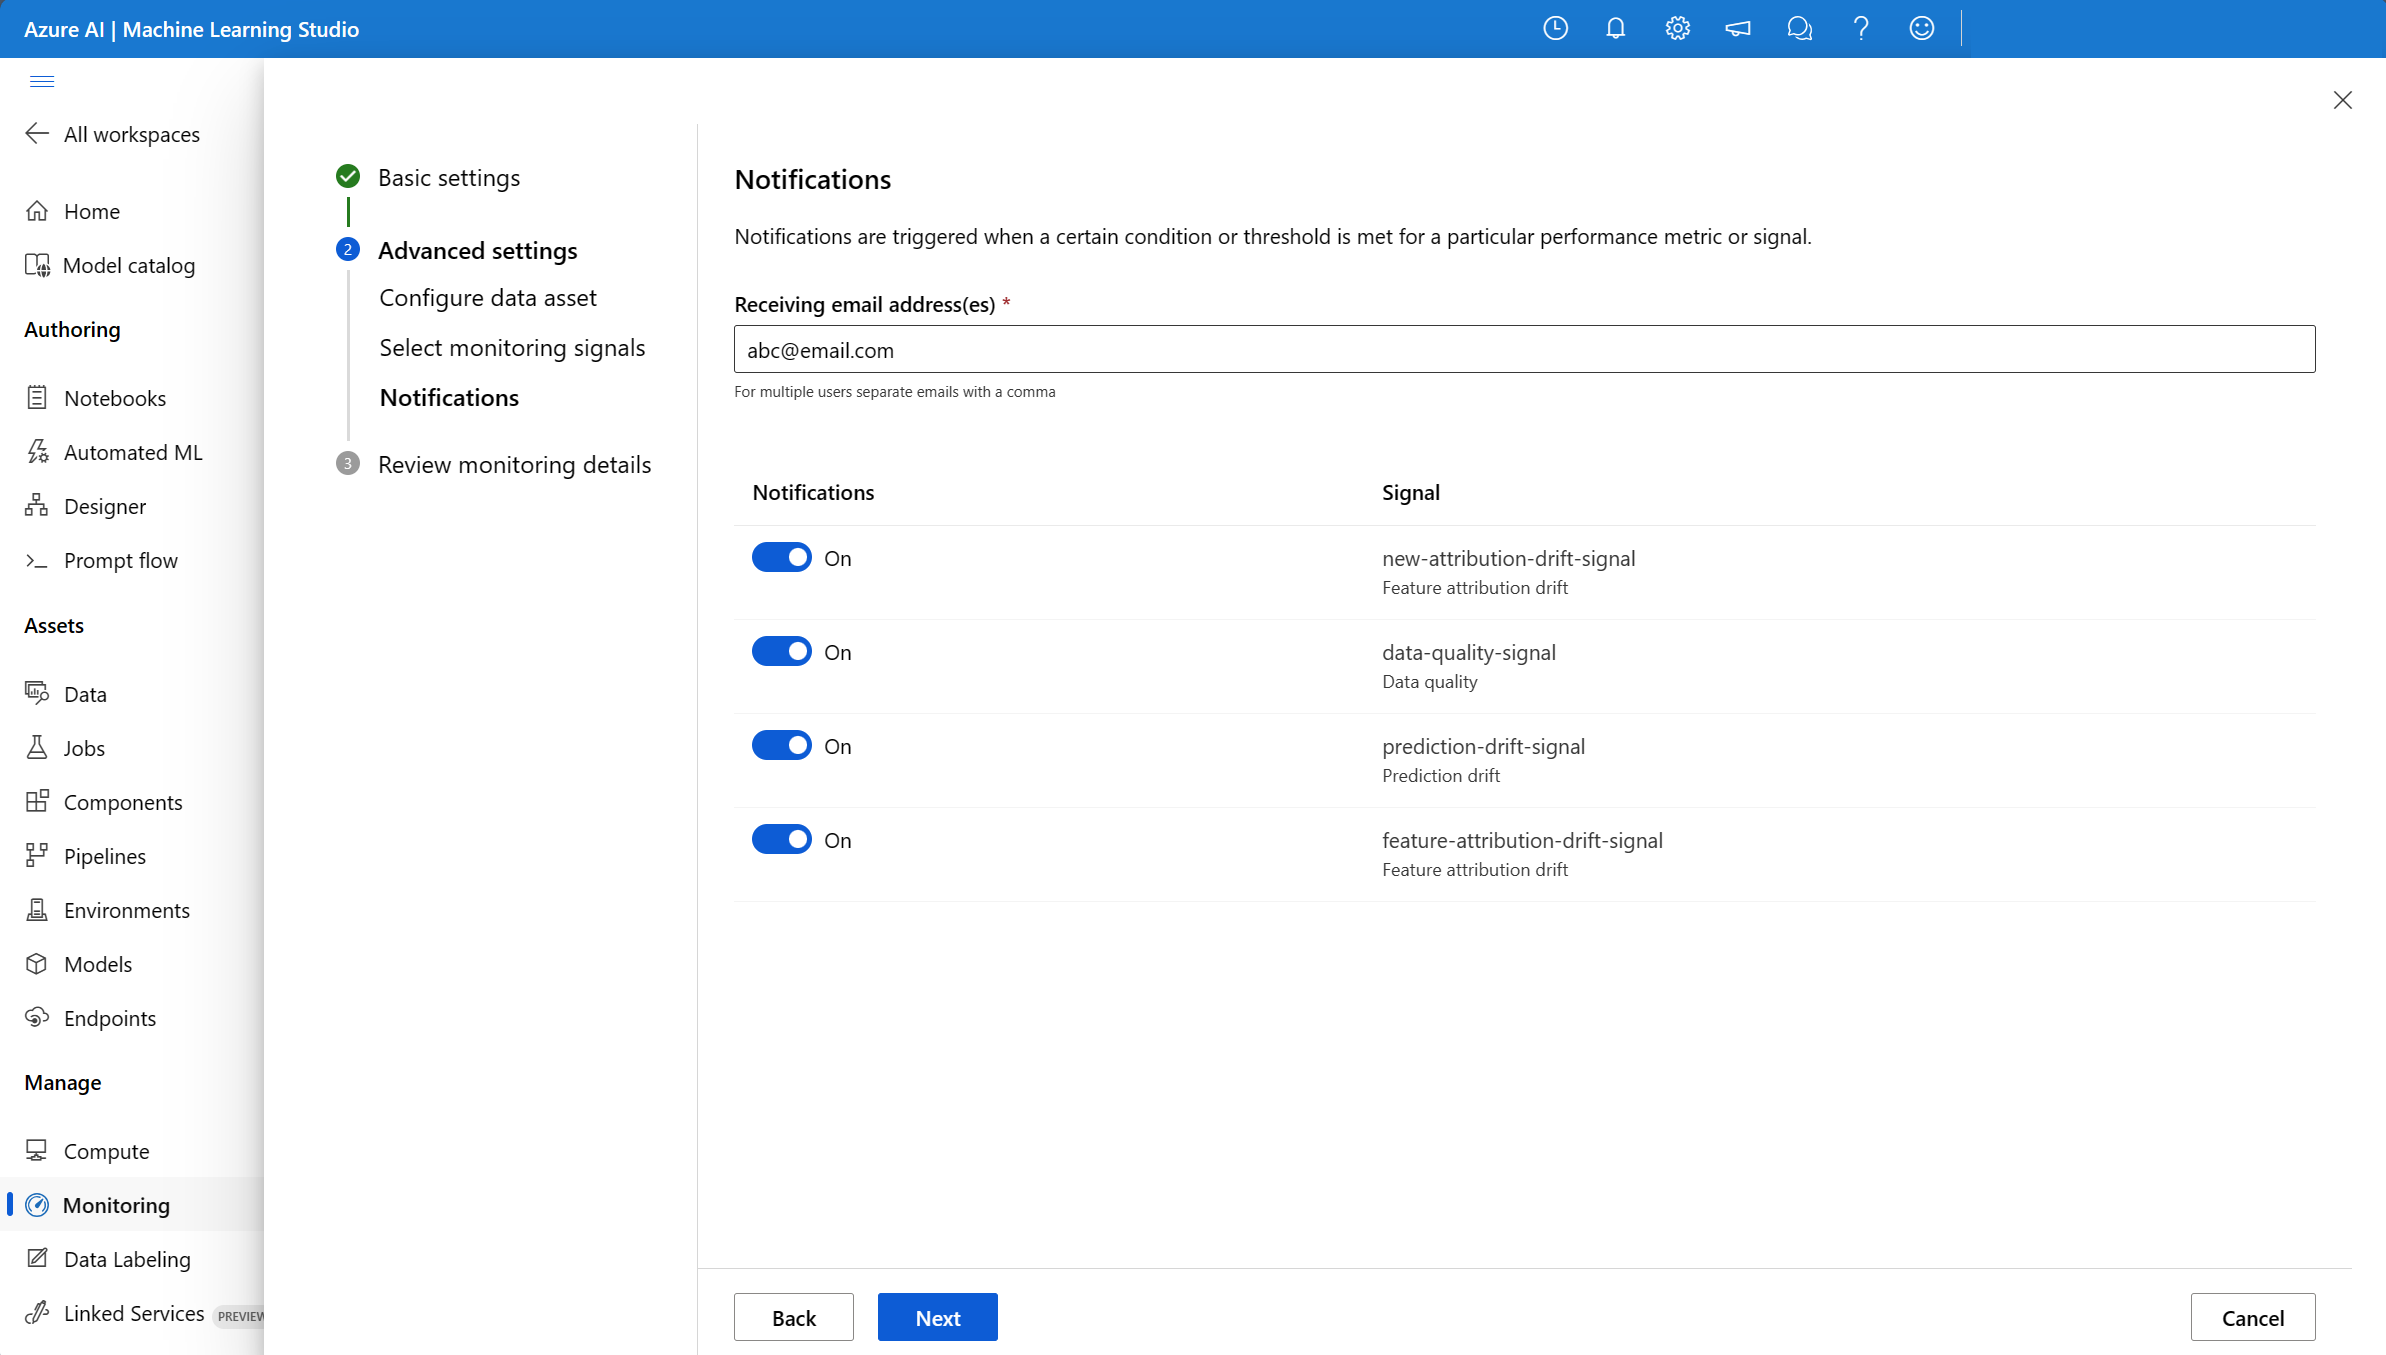 Azure AI | Machine Learning Studio
All workspaces
Home
Model catalog
Authoring
Notebooks
Automated ML
Designer
Prompt flow
Assets
Data
Jobs
Components
Pipelines
Environments
Models
Endpoints
Manage
Compute
Monitoring
Data Labeling
Linked Services PREVIEW
Basic settings
2 Advanced settings
Configure data asset
Select monitoring signals
Notifications
3 Review monitoring details
Notifications
Notifications are triggered when a certain condition or threshold is met for a particular performance metric or signal.
Receiving email address(es) *
abc@email.com
For multiple users separate emails with a comma
Notifications Signal
On new-attribution-drift-signal
Feature attribution drift
On data-quality-signal
Data quality
On prediction-drift-signal
Prediction drift
On feature-attribution-drift-signal
Feature attribution drift
Back Next Cancel